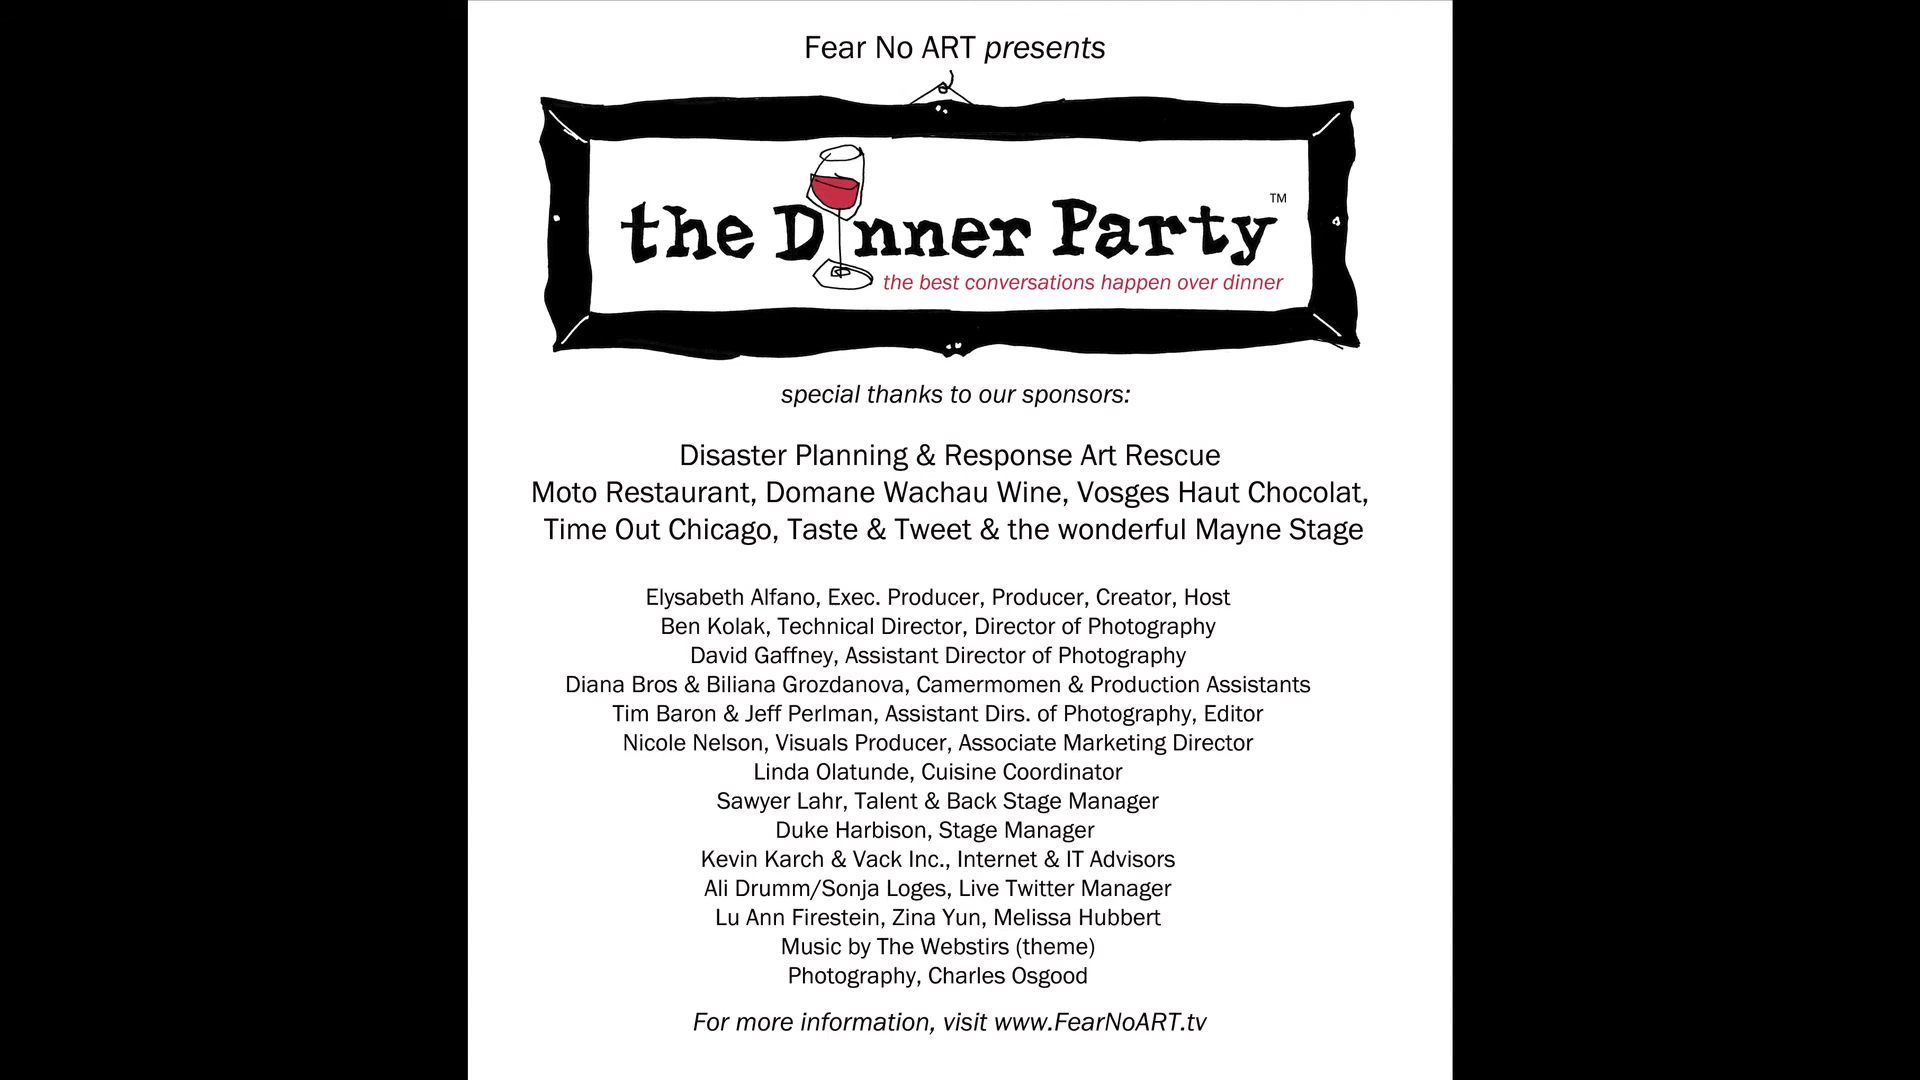 Fear No ART presents
the Dinner Party™
the best conversations happen over dinner
special thanks to our sponsors:
Disaster Planning & Response Art Rescue
Moto Restaurant, Domane Wachau Wine, Vosges Haut Chocolat,
Time Out Chicago, Taste & Tweet & the wonderful Mayne Stage
Elysabeth Alfano, Exec. Producer, Producer, Creator, Host
Ben Kolak, Technical Director, Director of Photography
David Gaffney, Assistant Director of Photography
Diana Bros & Biliana Grozdanova, Camermomen & Production Assistants
Tim Baron & Jeff Perlman, Assistant Dirs. of Photography, Editor
Nicole Nelson, Visuals Producer, Associate Marketing Director
Linda Olatunde, Cuisine Coordinator
Sawyer Lahr, Talent & Back Stage Manager
Duke Harbison, Stage Manager
Kevin Karch & Vack Inc., Internet & IT Advisors
Ali Drumm/Sonja Loges, Live Twitter Manager
Lu Ann Firestein, Zina Yun, Melissa Hubbert
Music by The Webstirs (theme)
Photography, Charles Osgood
For more information, visit www.FearNoART.tv